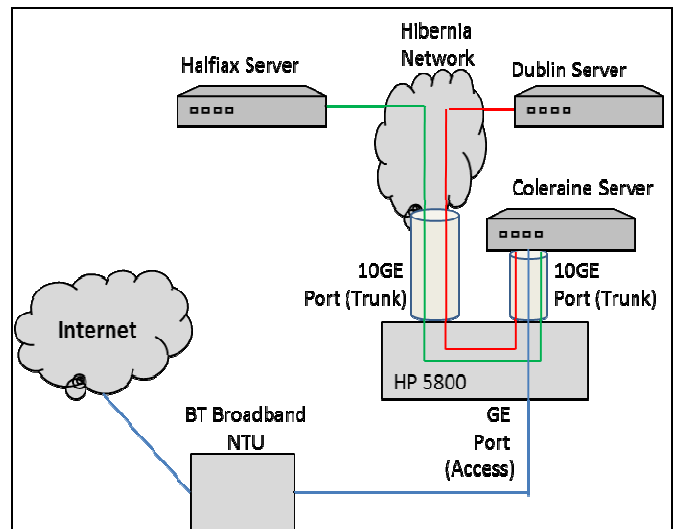 Hibernia
Network
Halfiax Server
Dublin Server
Coleraine Server
10GE
Port (Trunk)
10GE
Port (Trunk)
Internet
HP 5800
BT Broadband
NTU
GE
Port
(Access)